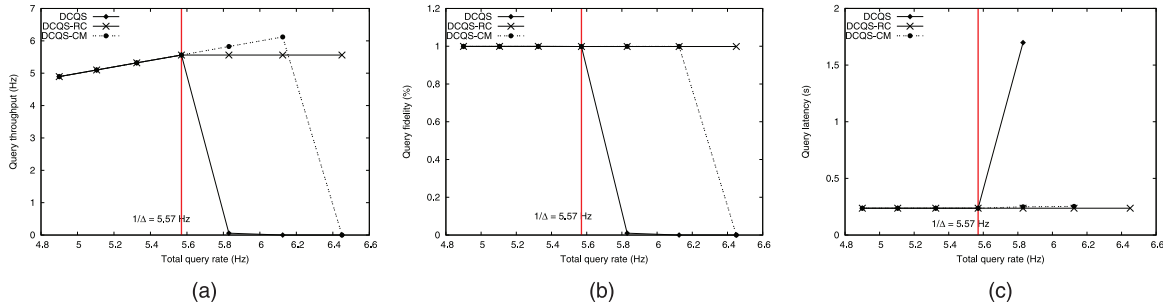 DCQS
DCQS-RC
DCQS-CM
Query throughput (Hz)
7
6
5
4
3
2
1
0
1/Δ = 5.57 Hz
4.8 5 5.2 5.4 5.6 5.8 6 6.2 6.4 6.6
Total query rate (Hz)
(a)
DCQS
DCQS-RC
DCQS-CM
Query fidelity (%)
1.2
1
0.8
0.6
0.4
0.2
0
1/Δ = 5.57 Hz
4.8 5 5.2 5.4 5.6 5.8 6 6.2 6.4 6.6
Total query rate (Hz)
(b)
DCQS
DCQS-RC
DCQS-CM
Query latency (s)
2
1.5
1
0.5
0
1/Δ = 5.57 Hz
4.8 5 5.2 5.4 5.6 5.8 6 6.2 6.4 6.6
Total query rate (Hz)
(c)